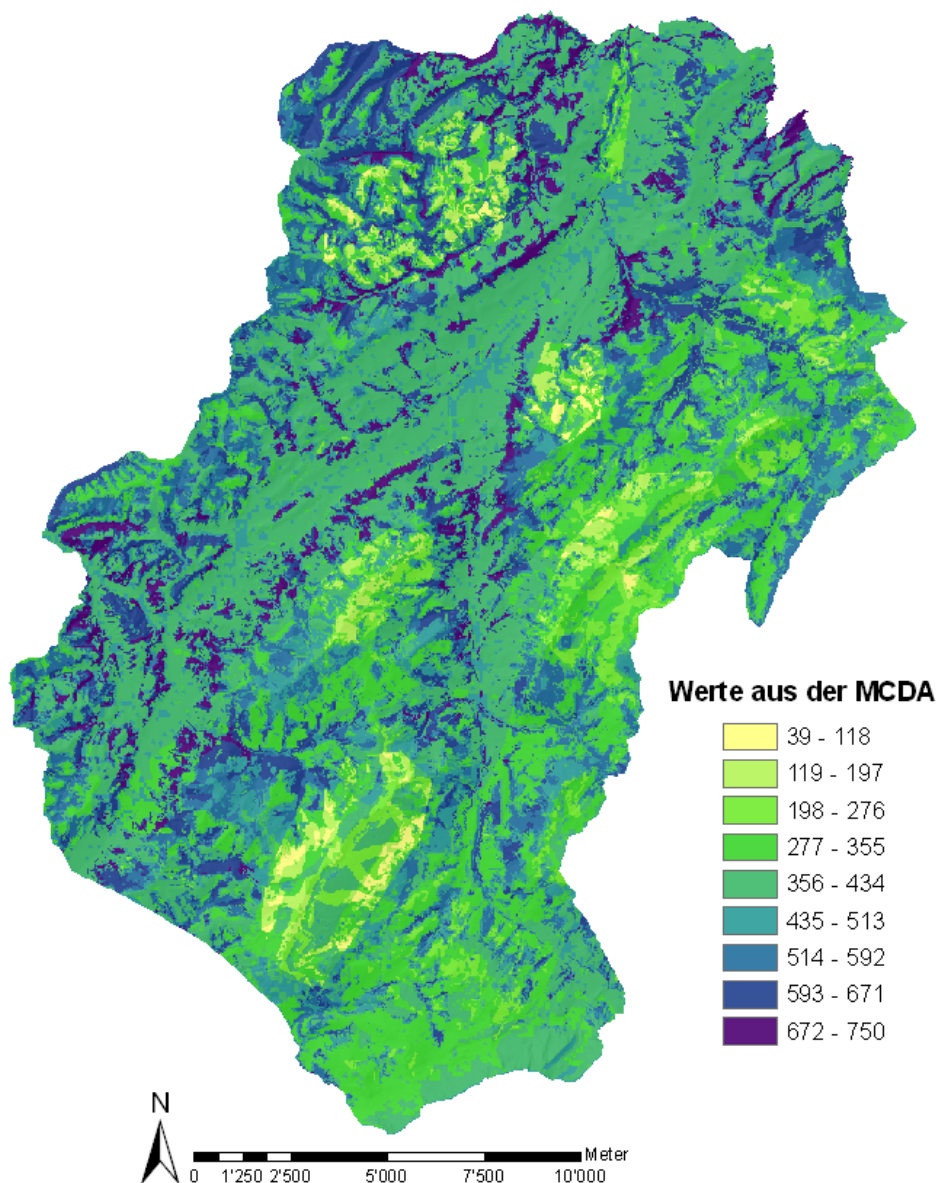 Werte aus der MCDA
39 - 118
119 - 197
198 - 276
277 - 355
356 - 434
435 - 513
514 - 592
593 - 671
672 - 750
N
Meter
0 1'250 2'500 5'000 7'500 10'000